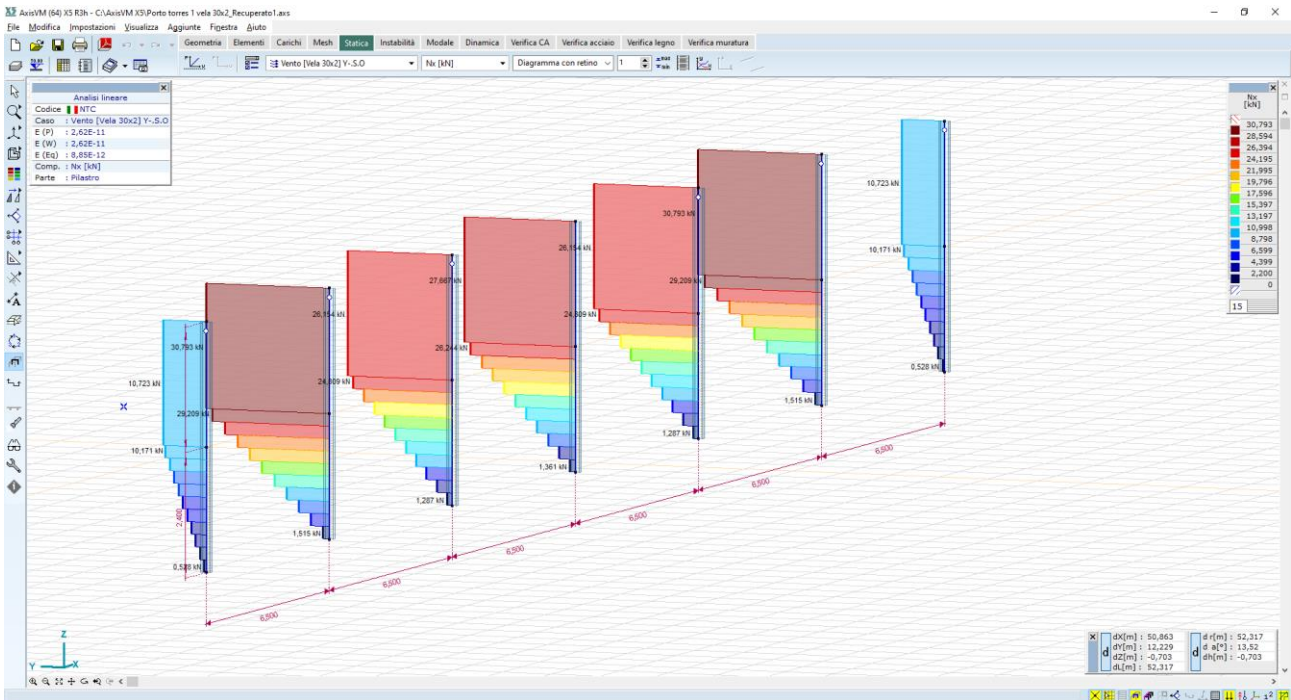 X5 AxisVM (64) X5 R3h - C:\AxisVM X5\Porto torres 1 vela 30x2_Recuperato1.axs
File Modifica Impostazioni Visualizza Aggiunte Finestra Aiuto
Geometria Elementi Carichi Mesh Statica Instabilità Modale Dinamica Verifica CA Verifica acciaio Verifica legno Verifica muratura
Vento [Vela 30x2] Y-.S.O Nx [kN] Diagramma con retino 1
Analisi lineare
Codice NTC
Caso : Vento [Vela 30x2] Y-.S.O
E (P) : 2,62E-11
E (W) : 2,62E-11
E (Eq) : 8,85E-12
Comp. : Nx [kN]
Parte : Pilastro
Nx
[kN]
30,793
28,594
26,394
24,195
21,995
19,796
17,596
15,397
13,197
10,998
8,798
6,599
4,399
2,200
0
15
10,723 kN
10,171 kN
0,528 kN
30,793 kN
29,209 kN
1,515 kN
26,154 kN
24,809 kN
1,287 kN
27,667 kN
26,244 kN
1,361 kN
26,154 kN
24,809 kN
1,287 kN
30,793 kN
29,209 kN
1,515 kN
10,723 kN
10,171 kN
0,528 kN
2,400
6,500
6,500
6,500
6,500
6,500
6,500
Z
Y X
d
dX[m] : 50,863
dY[m] : 12,229
dZ[m] : -0,703
dL[m] : 52,317
d
d r[m] : 52,317
d a[°] : 13,52
dh[m] : -0,703